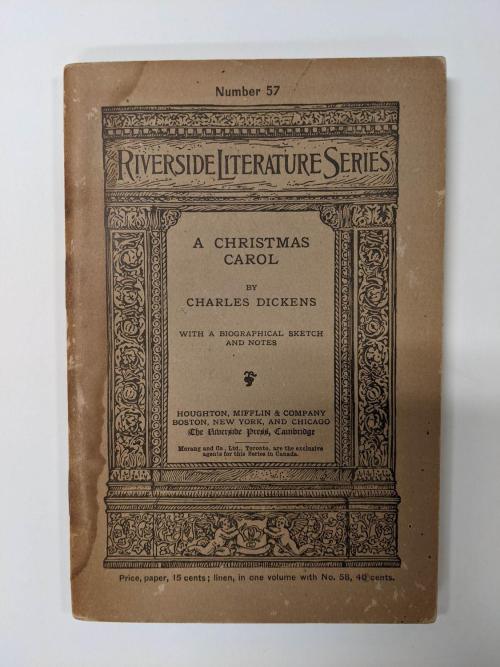 Number 57
RIVERSIDE LITERATURE SERIES
A CHRISTMAS
CAROL
BY
CHARLES DICKENS
WITH A BIOGRAPHICAL SKETCH
AND NOTES
HOUGHTON, MIFFLIN & COMPANY
BOSTON, NEW YORK, AND CHICAGO
The Riverside Press, Cambridge
Morang and Co., Ltd., Toronto, are the exclusive
agents for this Series in Canada.
Price, paper, 15 cents; linen, in one volume with No. 58, 40 cents.